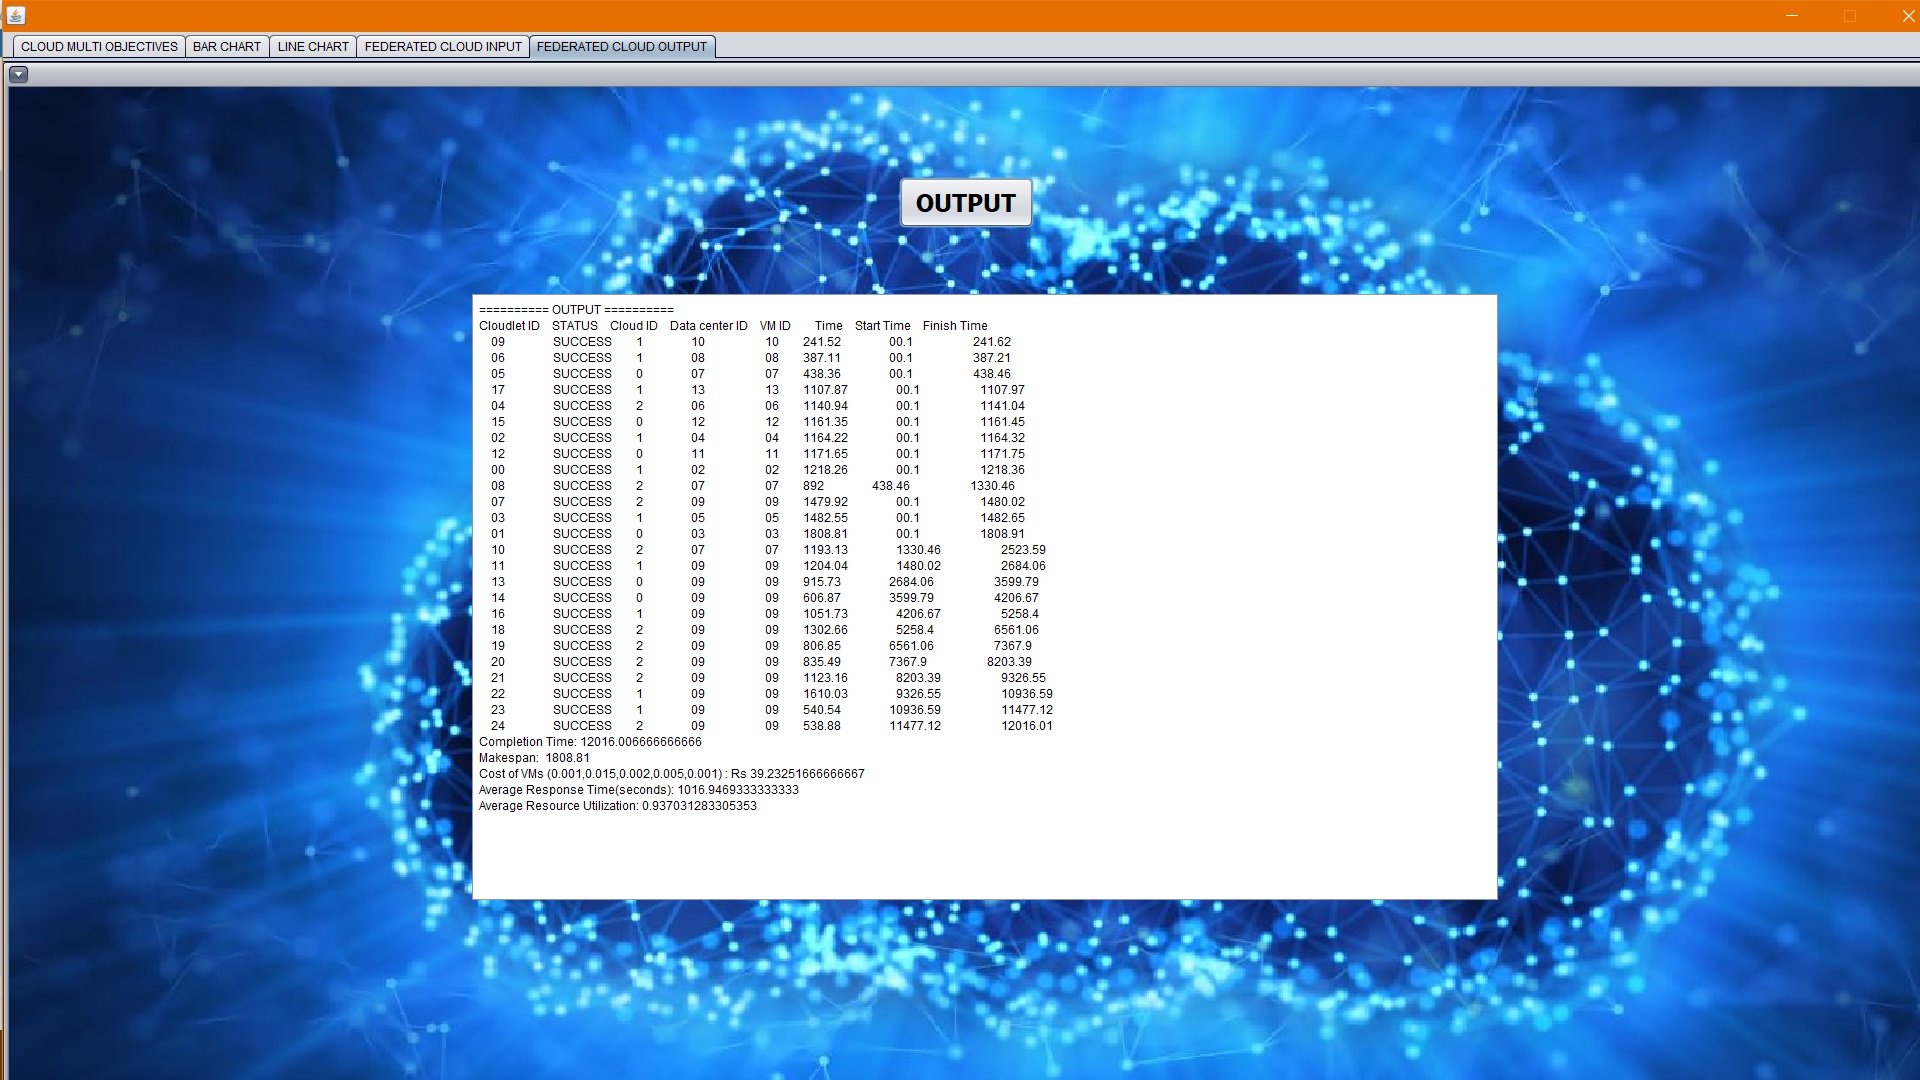 CLOUD MULTI OBJECTIVES BAR CHART LINE CHART FEDERATED CLOUD INPUT FEDERATED CLOUD OUTPUT
OUTPUT
========== OUTPUT ==========
Cloudlet ID STATUS Cloud ID Data center ID VM ID Time Start Time Finish Time
09 SUCCESS 1 10 10 241.52 00.1 241.62
06 SUCCESS 1 08 08 387.11 00.1 387.21
05 SUCCESS 0 07 07 438.36 00.1 438.46
17 SUCCESS 1 13 13 1107.87 00.1 1107.97
04 SUCCESS 2 06 06 1140.94 00.1 1141.04
15 SUCCESS 0 12 12 1161.35 00.1 1161.45
02 SUCCESS 1 04 04 1164.22 00.1 1164.32
12 SUCCESS 0 11 11 1171.65 00.1 1171.75
00 SUCCESS 1 02 02 1218.26 00.1 1218.36
08 SUCCESS 2 07 07 892 438.46 1330.46
07 SUCCESS 2 09 09 1479.92 00.1 1480.02
03 SUCCESS 1 05 05 1482.55 00.1 1482.65
01 SUCCESS 0 03 03 1808.81 00.1 1808.91
10 SUCCESS 2 07 07 1193.13 1330.46 2523.59
11 SUCCESS 1 09 09 1204.04 1480.02 2684.06
13 SUCCESS 0 09 09 915.73 2684.06 3599.79
14 SUCCESS 0 09 09 606.87 3599.79 4206.67
16 SUCCESS 1 09 09 1051.73 4206.67 5258.4
18 SUCCESS 2 09 09 1302.66 5258.4 6561.06
19 SUCCESS 2 09 09 806.85 6561.06 7367.9
20 SUCCESS 2 09 09 835.49 7367.9 8203.39
21 SUCCESS 2 09 09 1123.16 8203.39 9326.55
22 SUCCESS 1 09 09 1610.03 9326.55 10936.59
23 SUCCESS 1 09 09 540.54 10936.59 11477.12
24 SUCCESS 2 09 09 538.88 11477.12 12016.01
Completion Time: 12016.006666666666
Makespan: 1808.81
Cost of VMs (0.001,0.015,0.002,0.005,0.001) : Rs 39.23251666666667
Average Response Time(seconds): 1016.9469333333333
Average Resource Utilization: 0.937031283305353